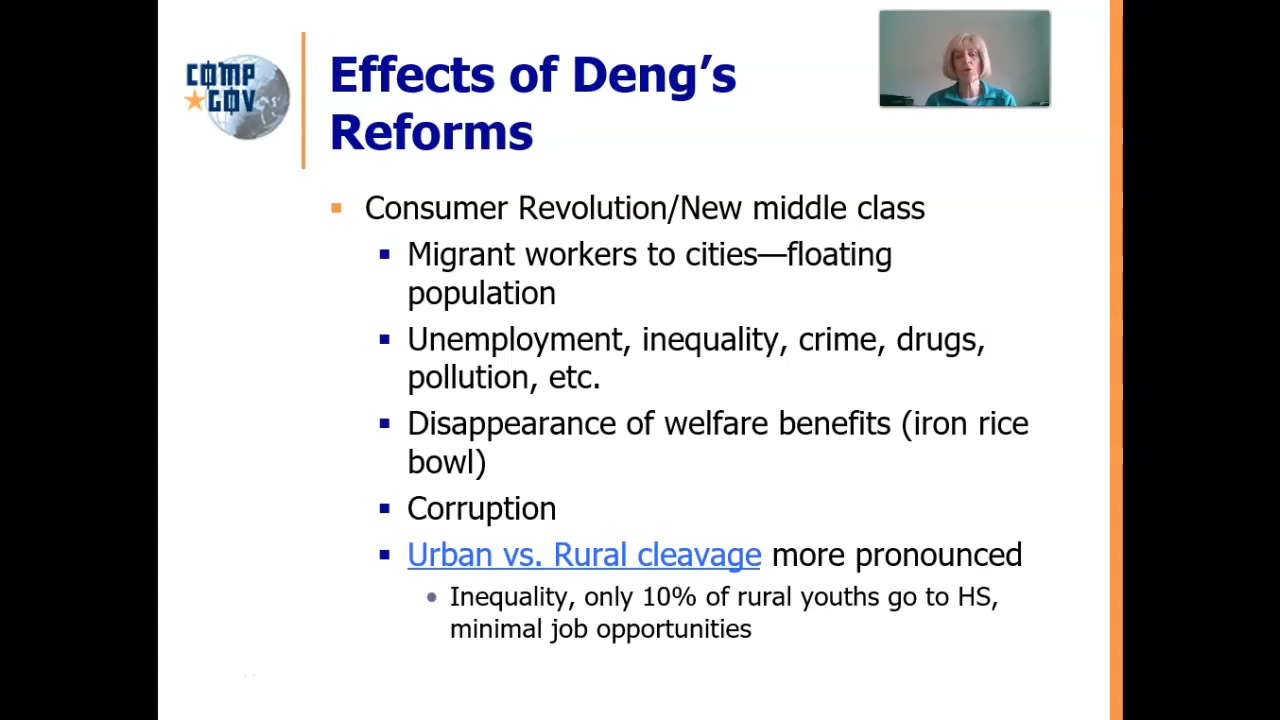 COMP
GOV
Effects of Deng's
Reforms
Consumer Revolution/New middle class
Migrant workers to cities—floating
population
Unemployment, inequality, crime, drugs,
pollution, etc.
Disappearance of welfare benefits (iron rice
bowl)
Corruption
Urban vs. Rural cleavage more pronounced
Inequality, only 10% of rural youths go to HS,
minimal job opportunities